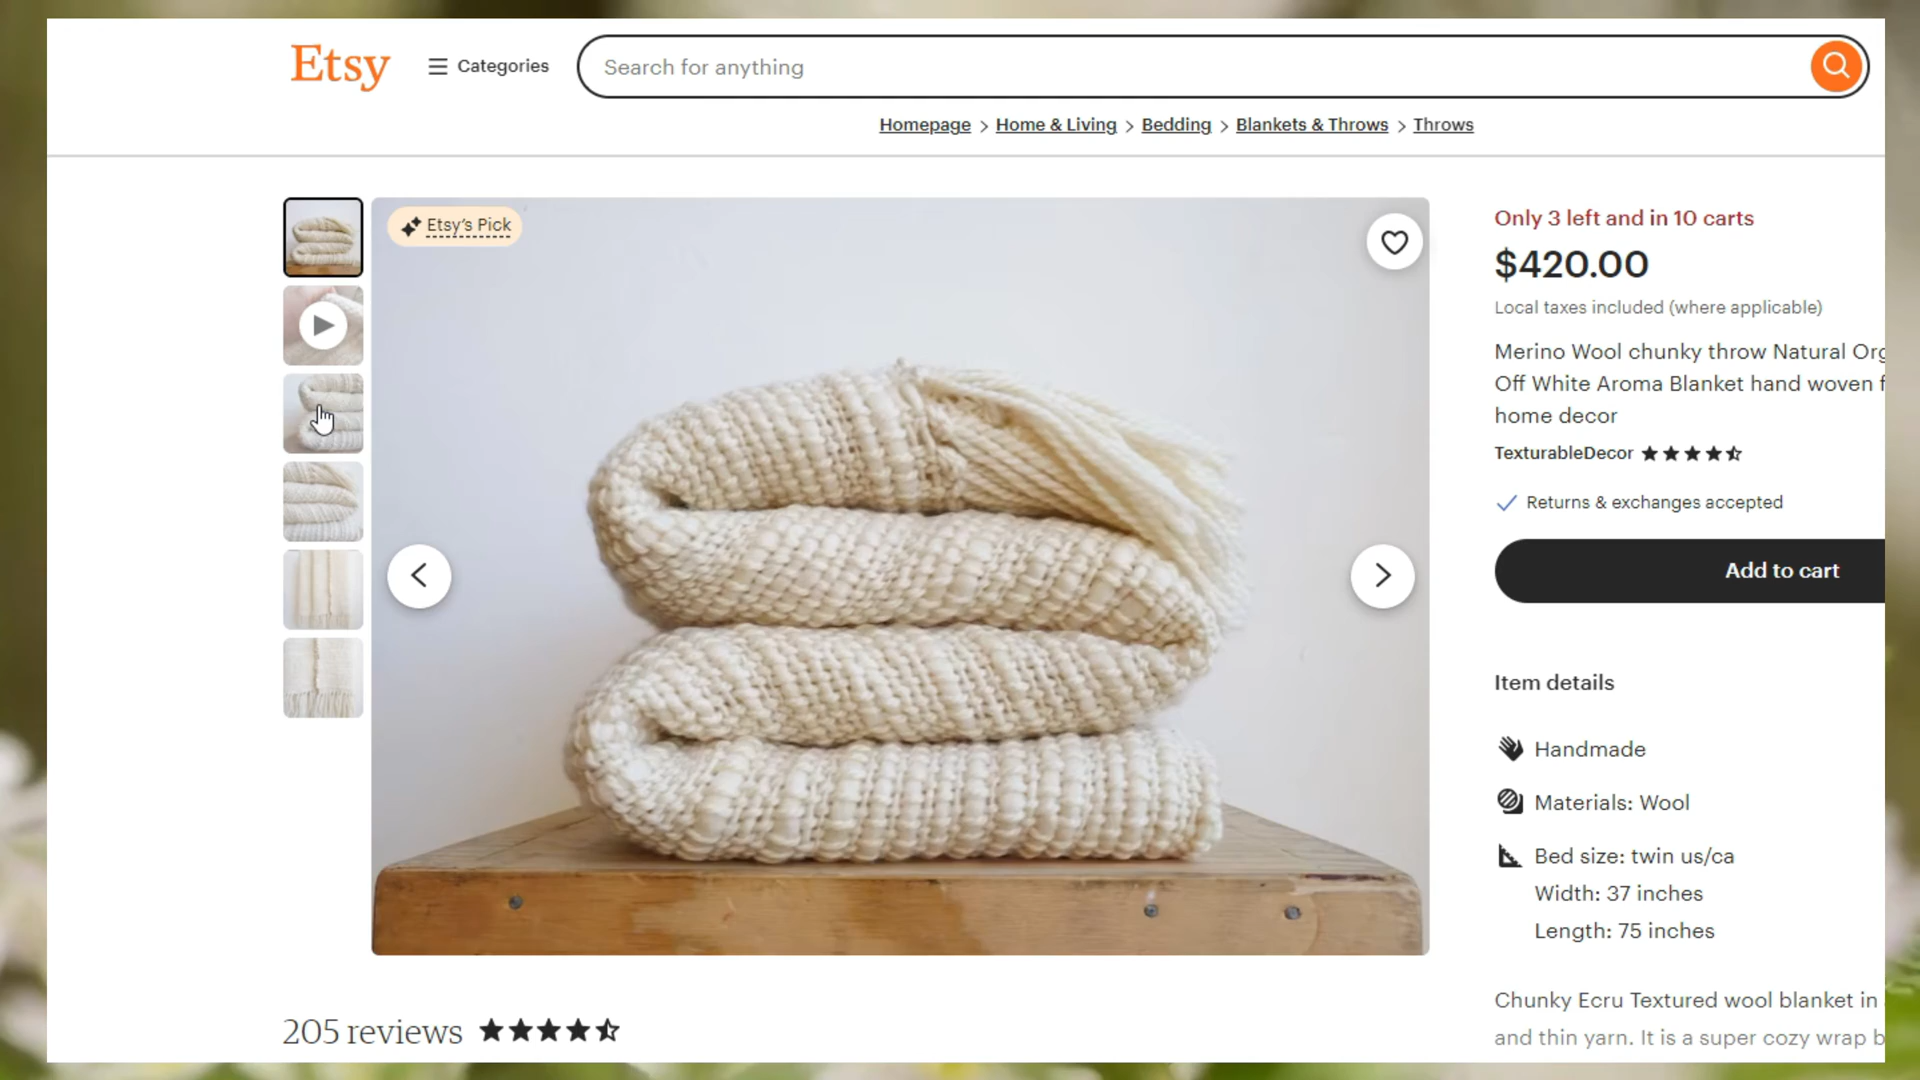 Etsy
Categories
Search for anything
Homepage > Home & Living > Bedding > Blankets & Throws > Throws
Etsy's Pick
Only 3 left and in 10 carts
$420.00
Local taxes included (where applicable)
Merino Wool chunky throw Natural
Off White Aroma Blanket hand woven
home decor
TexturableDecor
Returns & exchanges accepted
Add to cart
Item details
Handmade
Materials: Wool
Bed size: twin us/ca
Width: 37 inches
Length: 75 inches
Chunky Ecru Textured wool blanket in
and thin yarn. It is a super cozy wrap
205 reviews